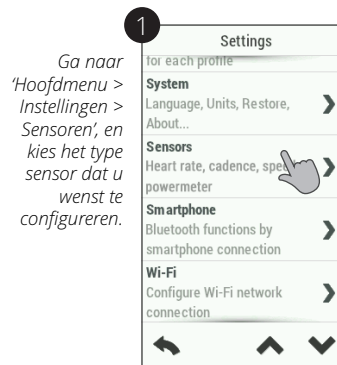 1
Ga naar
‘Hoofdmenu >
Instellingen >
Sensoren’, en
kies het type
sensor dat u
wenst te
configureren.
Settings
for each profile
System
Language, Units, Restore,
About...
Sensors
Heart rate, cadence,
powermeter
Smartphone
Bluetooth functions by
smartphone connection
Wi-Fi
Configure Wi-Fi network
connection